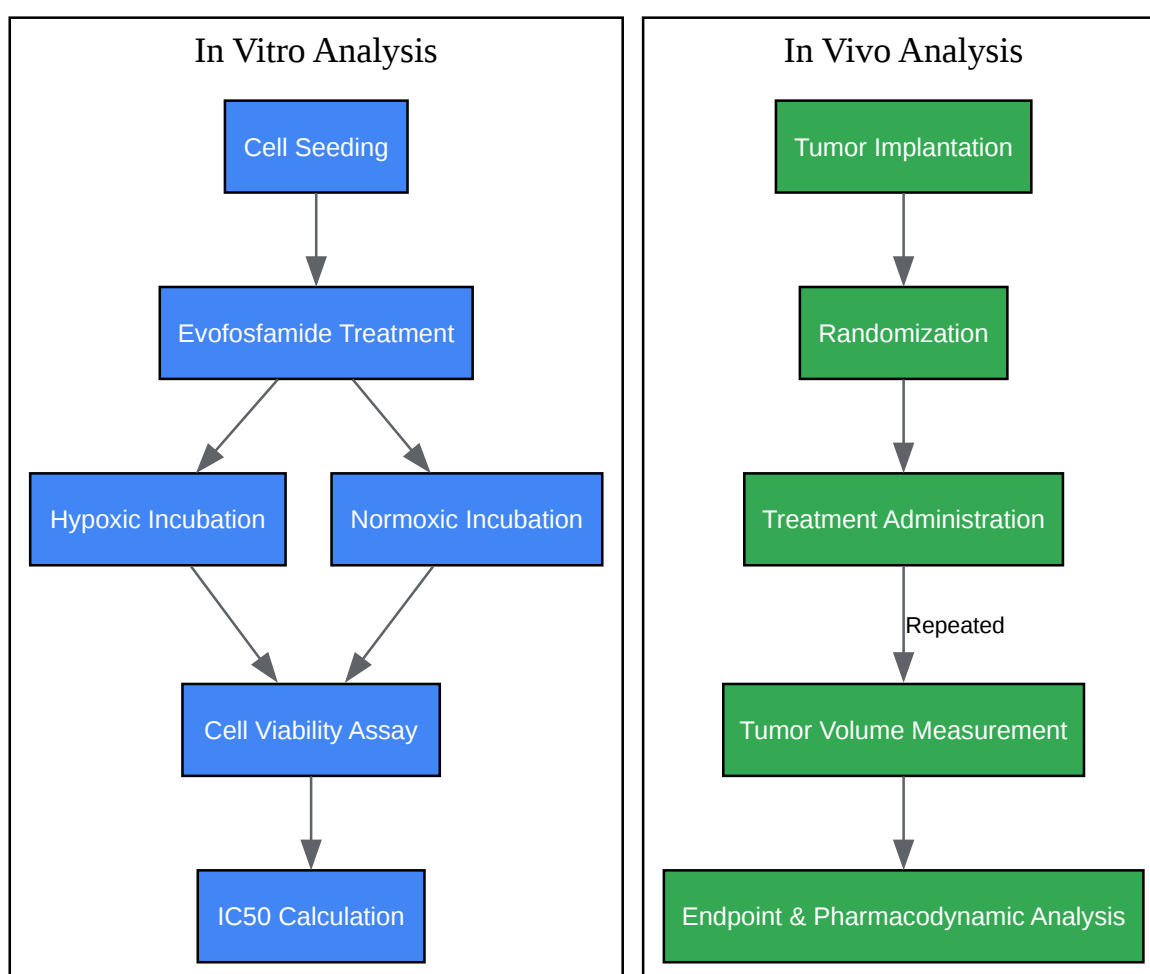 In Vitro Analysis
Cell Seeding
Evofosfamide Treatment
Hypoxic Incubation
Normoxic Incubation
Cell Viability Assay
IC50 Calculation
In Vivo Analysis
Tumor Implantation
Randomization
Treatment Administration
Repeated
Tumor Volume Measurement
Endpoint & Pharmacodynamic Analysis